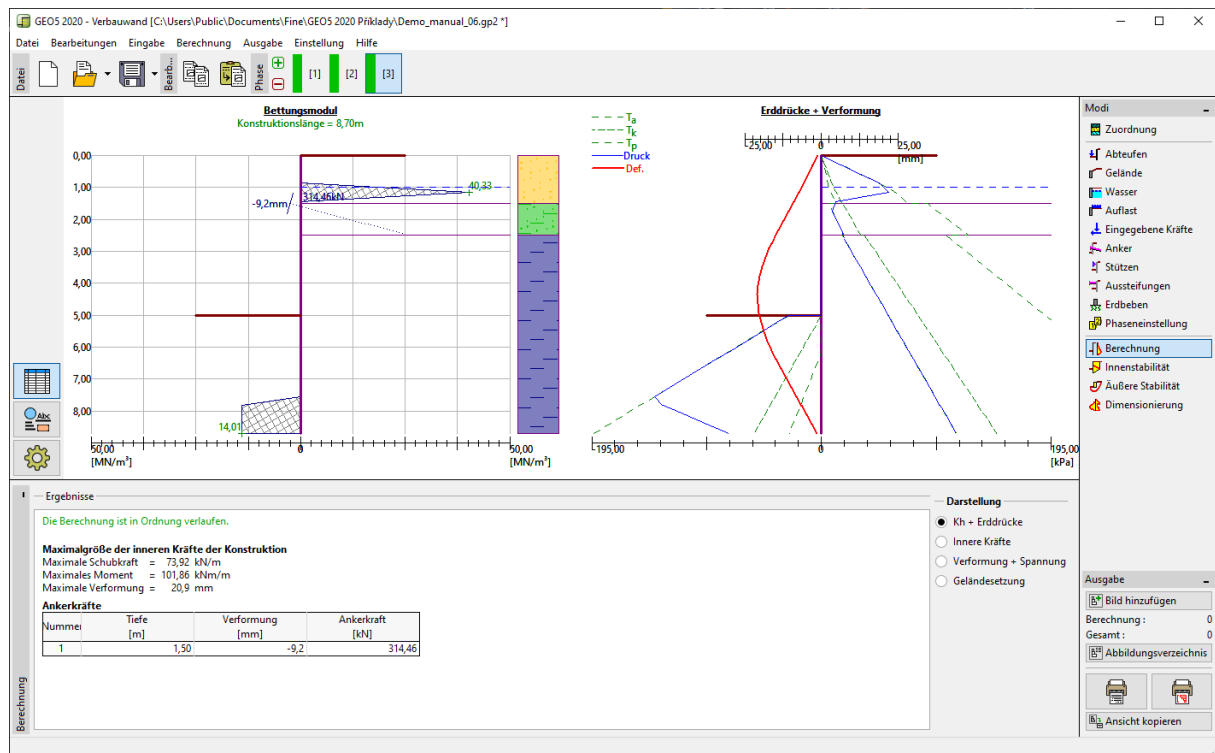 GEO5 2020 - Verbauwand [C:\Users\Public\Documents\Fine\GEO5 2020 Příklady\Demo_manual_06.gp2 *]
Datei Bearbeitungen Eingabe Berechnung Ausgabe Einstellung Hilfe
Datei
Bearb...
Phase
[1] [2] [3]
Bettungsmodul
Konstruktionslänge = 8,70m
0,00
1,00
2,00
3,00
4,00
5,00
6,00
7,00
8,00
40,33
314,46kN
-9,2mm
14,01
50,00 0 50,00
[MN/m³] [MN/m³]
Ta
Tk
Tp
Druck
Def.
Erddrücke + Verformung
-25,00 0 25,00
[mm]
-195,00 0 195,00
[kPa]
Modi
Zuordnung
Abteufen
Gelände
Wasser
Auflast
Eingegebene Kräfte
Anker
Stützen
Aussteifungen
Erdbeben
Phaseneinstellung
Berechnung
Innenstabilität
Äußere Stabilität
Dimensionierung
Abc
Berechnung
Ergebnisse
Die Berechnung ist in Ordnung verlaufen.
Maximalgröße der inneren Kräfte der Konstruktion
Maximale Schubkraft = 73,92 kN/m
Maximales Moment = 101,86 kNm/m
Maximale Verformung = 20,9 mm
Ankerkräfte
Nummer Tiefe Verformung Ankerkraft
[m] [mm] [kN]
1 1,50 -9,2 314,46
Darstellung
Kh + Erddrücke
Innere Kräfte
Verformung + Spannung
Geländesetzung
Ausgabe
Bild hinzufügen
Berechnung : 0
Gesamt : 0
Abbildungsverzeichnis
Ansicht kopieren